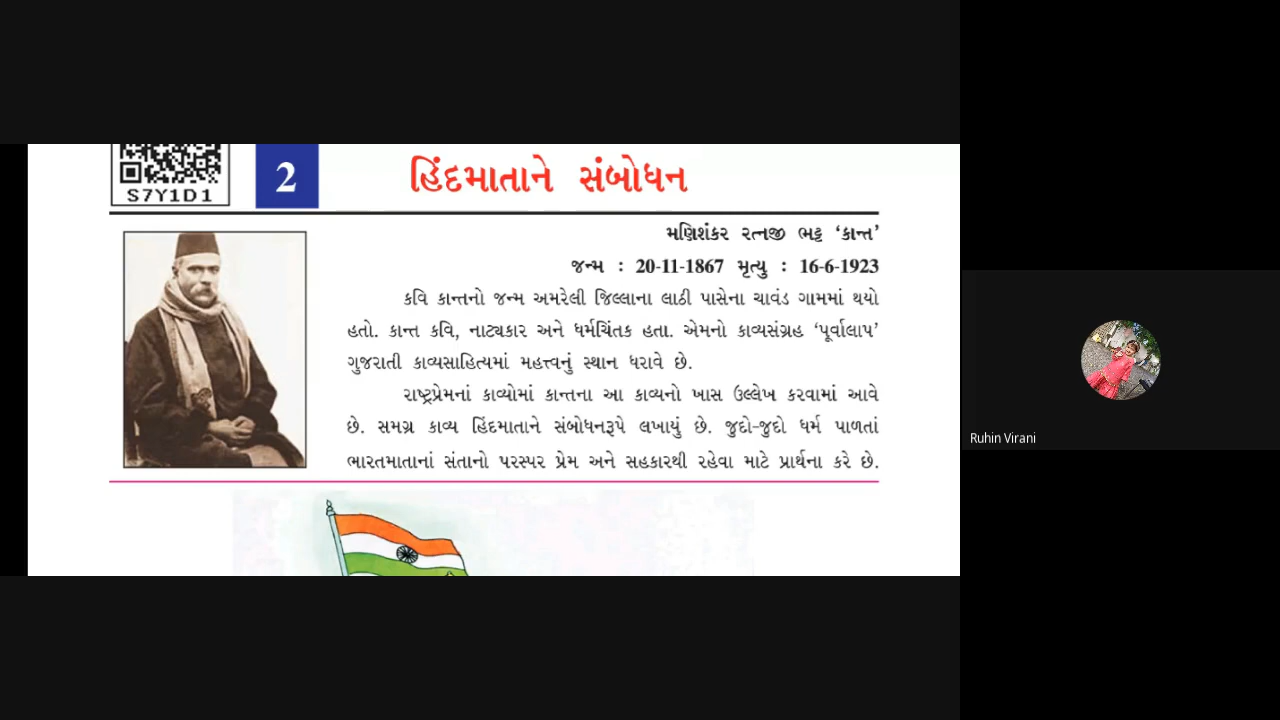 S7Y1D1
2
હિંદમાતાને સંબોધન
મણિશંકર રત્નજી ભટ્ટ ‘કાન્ત’
જન્મ : 20-11-1867 મૃત્યુ : 16-6-1923
કવિ કાન્તનો જન્મ અમરેલી જિલ્લાના લાઠી પાસેના ચાવંડ ગામમાં થયો
હતો. કાન્ત કવિ, નાટ્યકાર અને ધર્મચિંતક હતા. એમનો કાવ્યસંગ્રહ ‘પૂર્વાલાપ’
ગુજરાતી કાવ્યસાહિત્યમાં મહત્ત્વનું સ્થાન ધરાવે છે.
રાષ્ટ્રપ્રેમનાં કાવ્યોમાં કાન્તના આ કાવ્યનો ખાસ ઉલ્લેખ કરવામાં આવે
છે. સમગ્ર કાવ્ય હિંદમાતાને સંબોધનરૂપે લખાયું છે. જુદો-જુદો ધર્મ પાળતાં
ભારતમાતાનાં સંતાનો પરસ્પર પ્રેમ અને સહકારથી રહેવા માટે પ્રાર્થના કરે છે.
Ruhin Virani